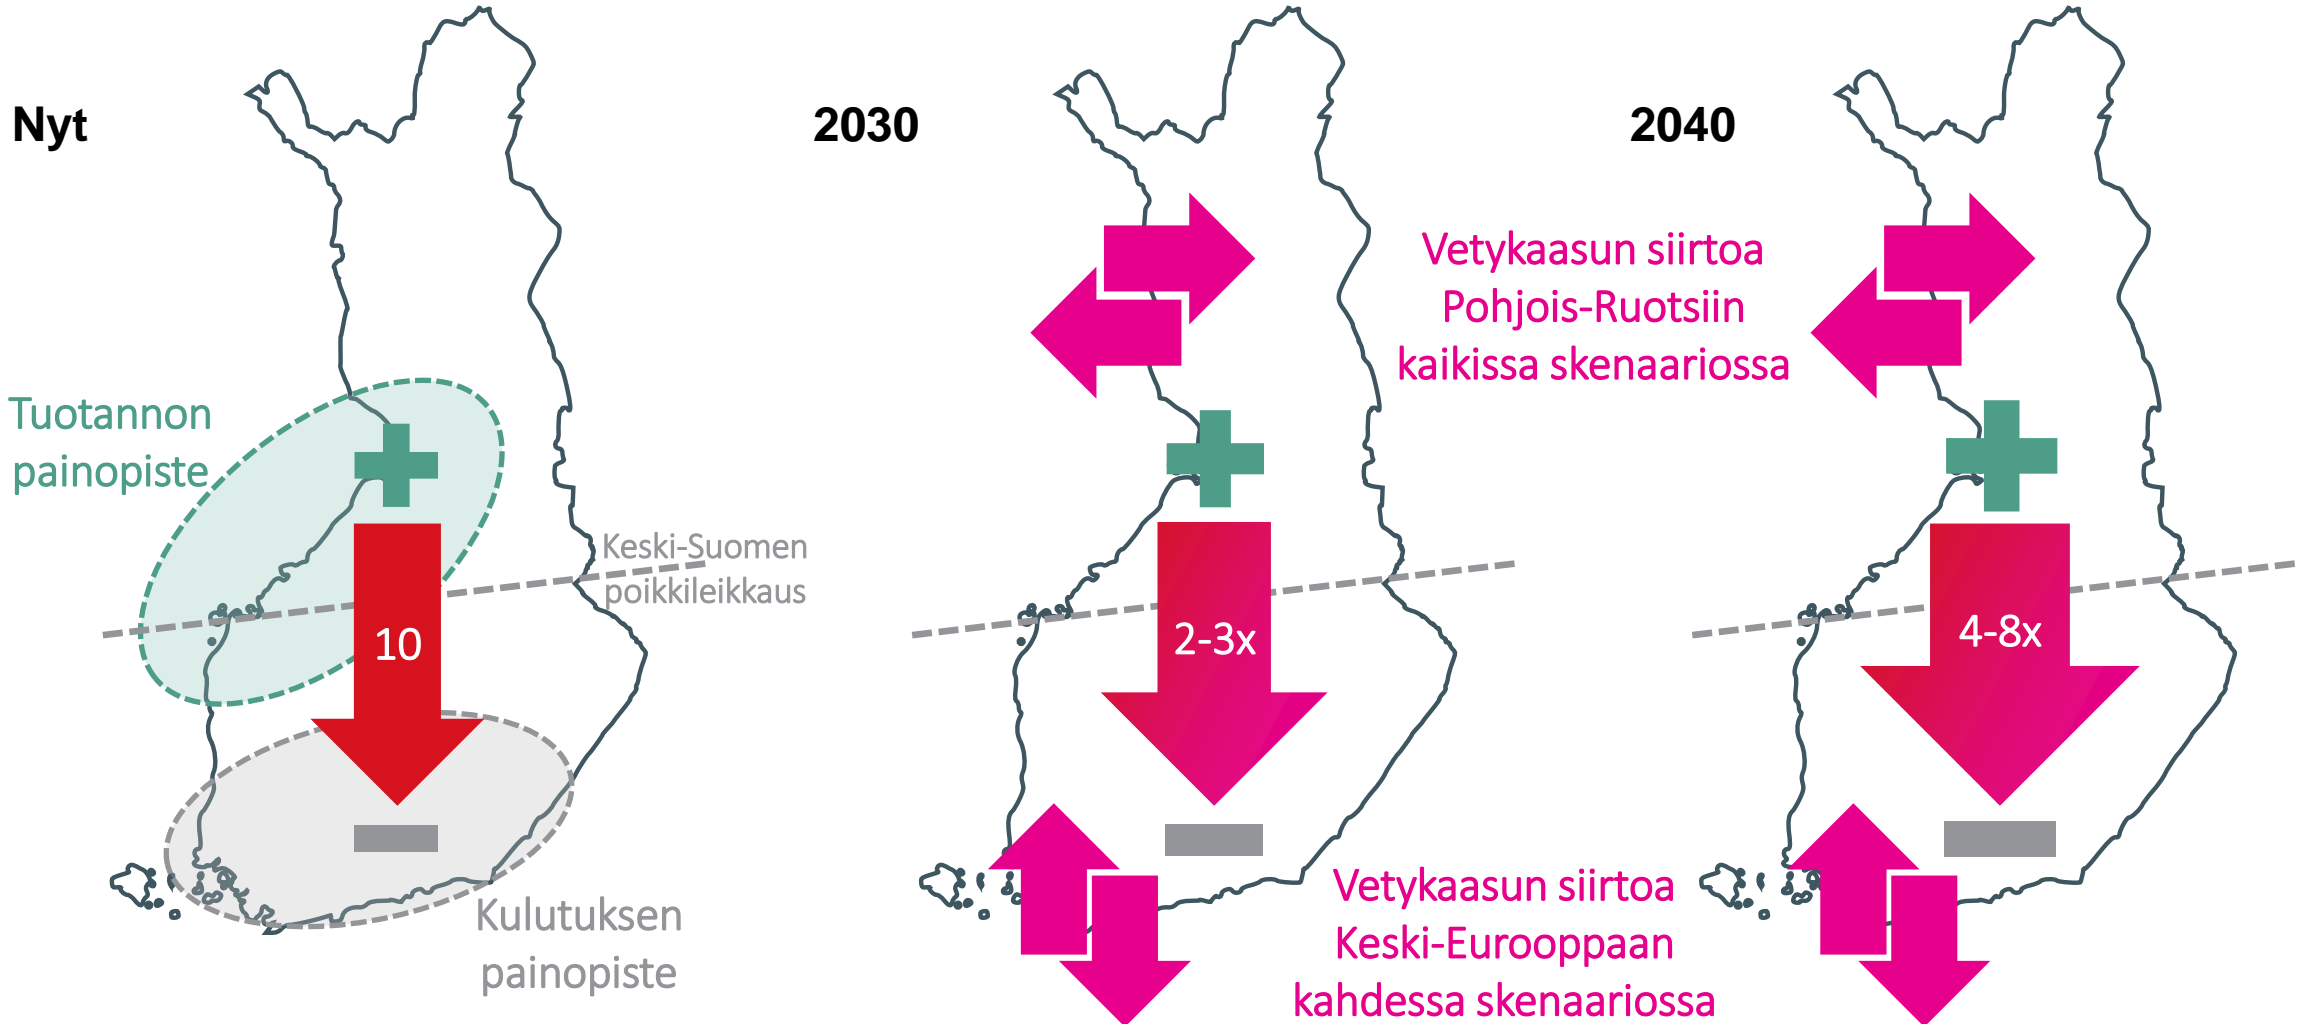 Nyt
2030
2040
Vetykaasun siirtoa
Pohjois-Ruotsiin
kaikissa skenaariossa
Tuotannon
painopiste
Keski-Suomen
poikkileikkaus
10
2-3x
4-8x
Kulutuksen
painopiste
Vetykaasun siirtoa
Keski-Eurooppaan
kahdessa skenaariossa